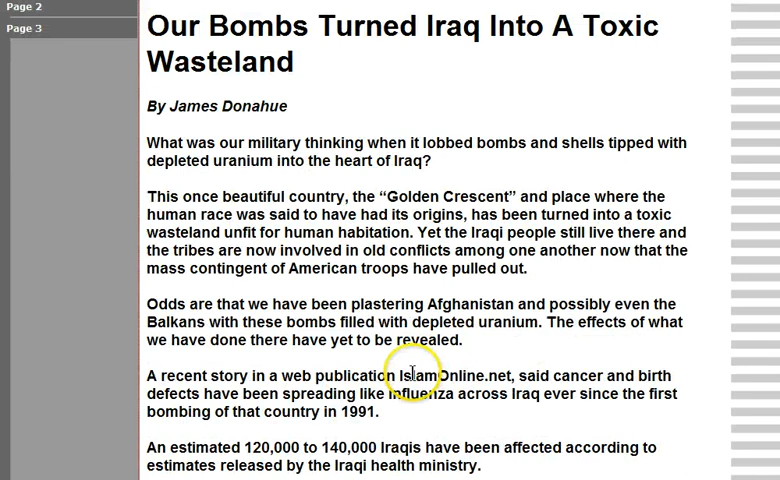 Page 2
Page 3
Our Bombs Turned Iraq Into A Toxic
Wasteland
By James Donahue
What was our military thinking when it lobbed bombs and shells tipped with
depleted uranium into the heart of Iraq?
This once beautiful country, the “Golden Crescent” and place where the
human race was said to have had its origins, has been turned into a toxic
wasteland unfit for human habitation. Yet the Iraqi people still live there and
the tribes are now involved in old conflicts among one another now that the
mass contingent of American troops have pulled out.
Odds are that we have been plastering Afghanistan and possibly even the
Balkans with these bombs filled with depleted uranium. The effects of what
we have done there have yet to be revealed.
A recent story in a web publication IslamOnline.net, said cancer and birth
defects have been spreading like influenza across Iraq ever since the first
bombing of that country in 1991.
An estimated 120,000 to 140,000 Iraqis have been affected according to
estimates released by the Iraqi health ministry.